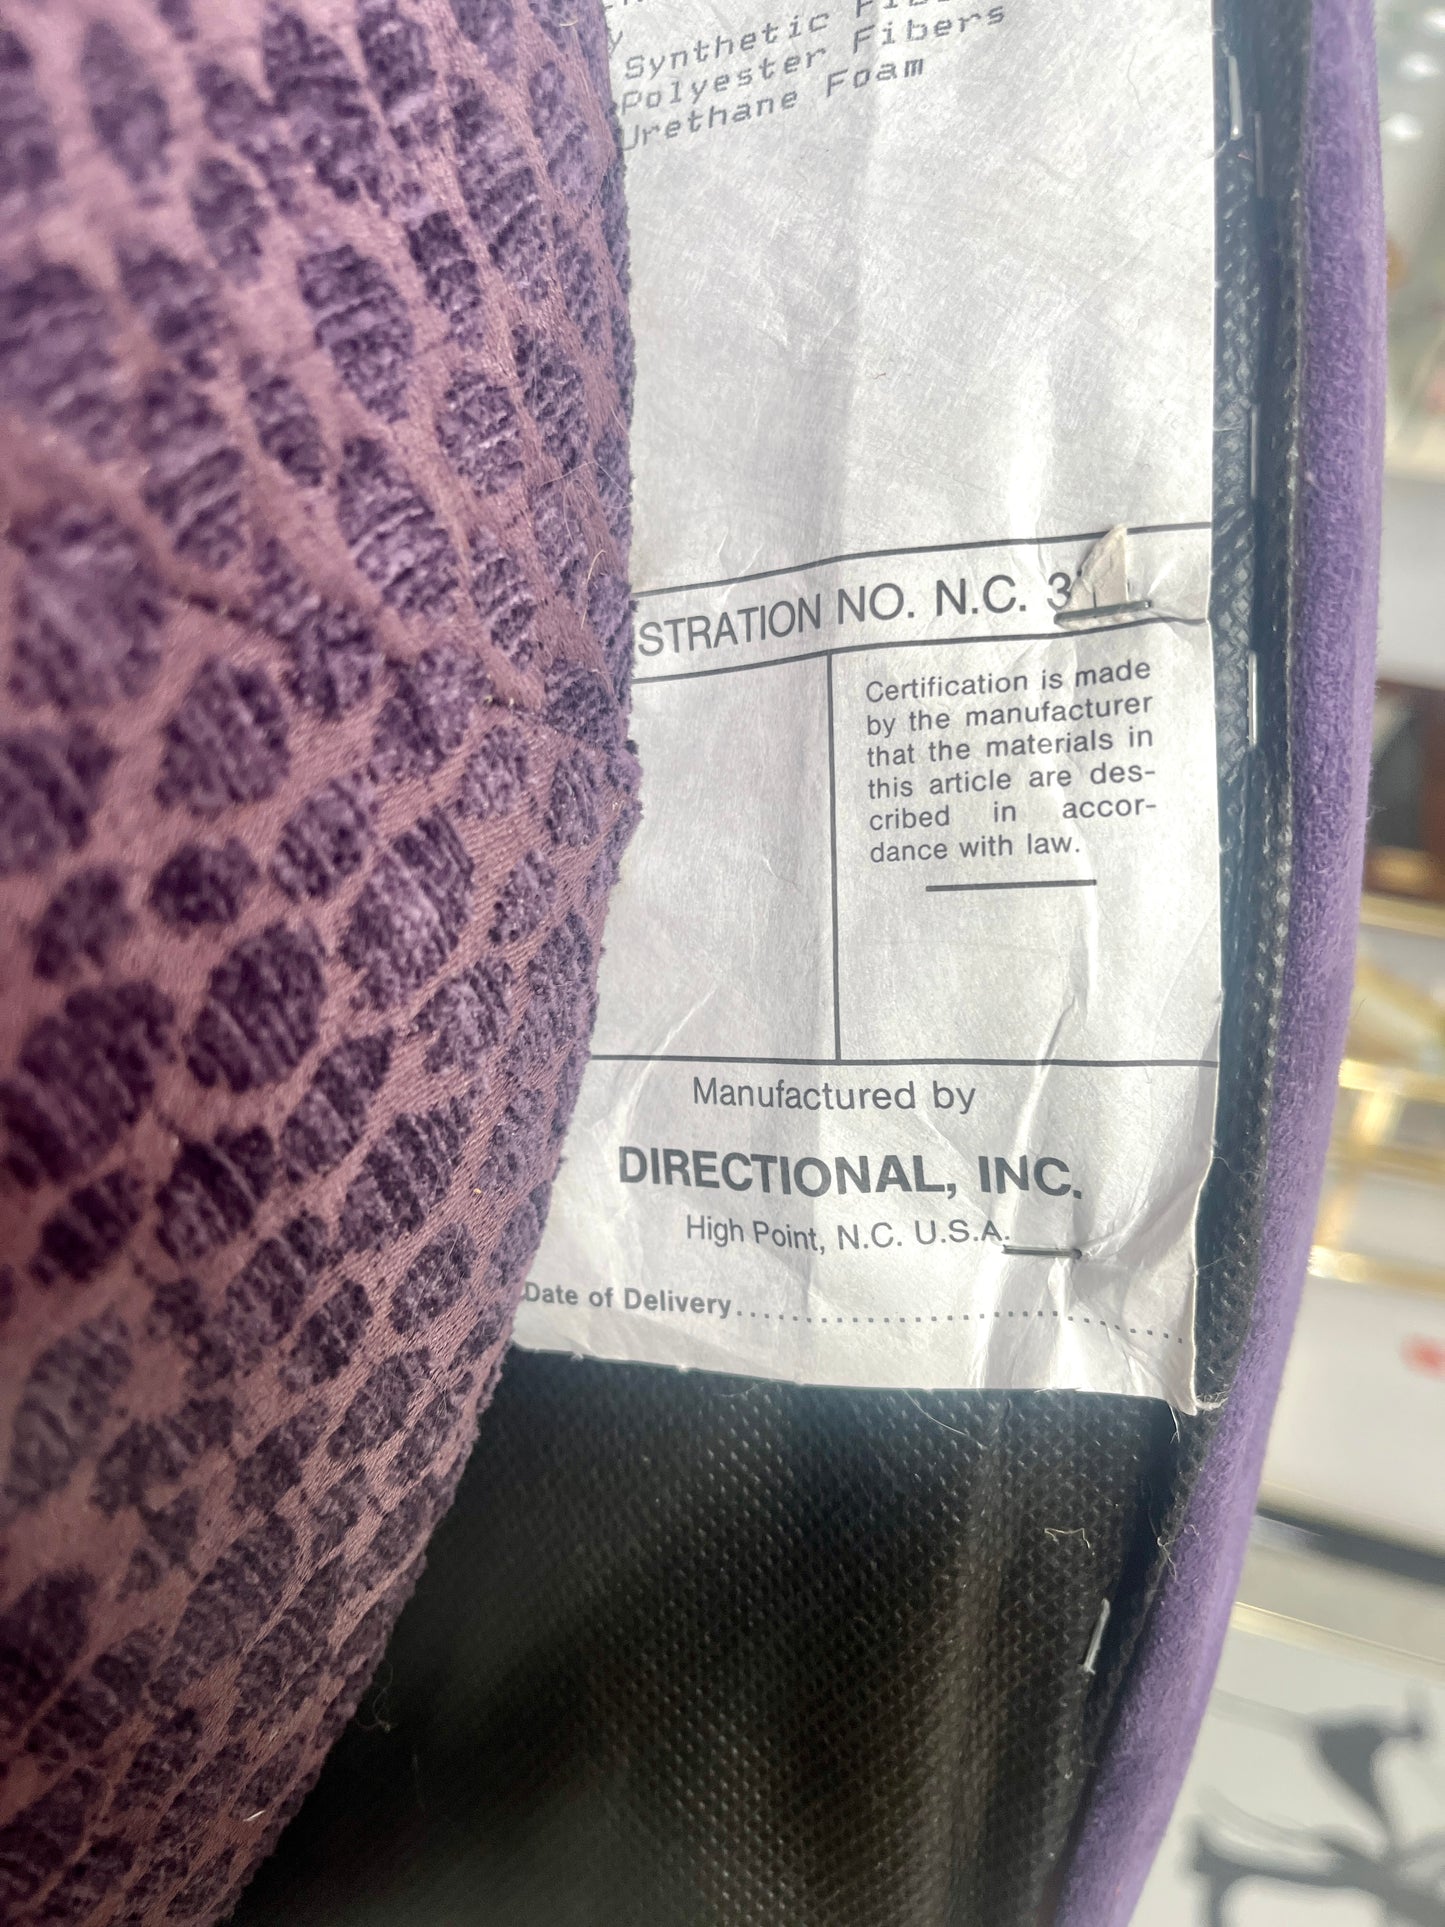 Synthetic
Polyester Fibers
Urethane Foam
STRATION NO. N.C. 3
Certification is made
by the manufacturer
that the materials in
this article are des-
cribed in accor-
dance with law.
Manufactured by
DIRECTIONAL, INC.
High Point, N.C. U.S.A.
Date of Delivery........................................